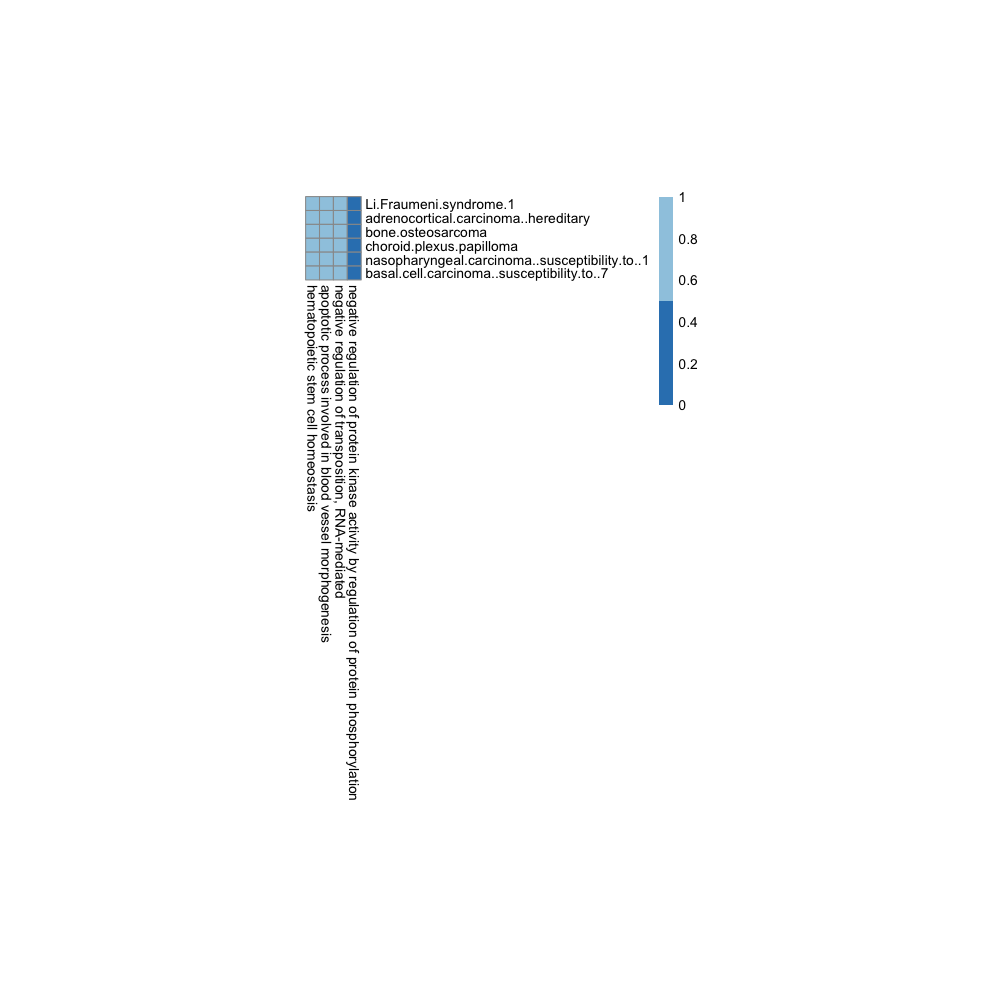 Li.Fraumeni.syndrome.1
adrenocortical.carcinoma..hereditary
bone.osteosarcoma
choroid.plexus.papilloma
nasopharyngeal.carcinoma..susceptibility.to..1
basal.cell.carcinoma..susceptibility.to..7
1
0.8
0.6
0.4
0.2
0
hematopoietic stem cell homeostasis
apoptotic process involved in blood vessel morphogenesis
negative regulation of transposition, RNA-mediated
negative regulation of protein kinase activity by regulation of protein phosphorylation